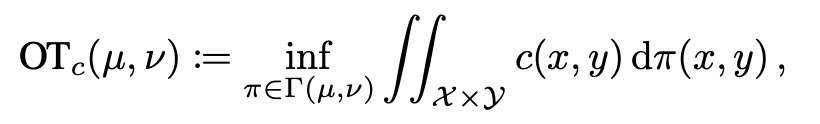 OT_c(μ, ν) := inf_{π∈Γ(μ,ν)} ∬_{𝒳×𝒴} c(x, y) dπ(x, y) ,